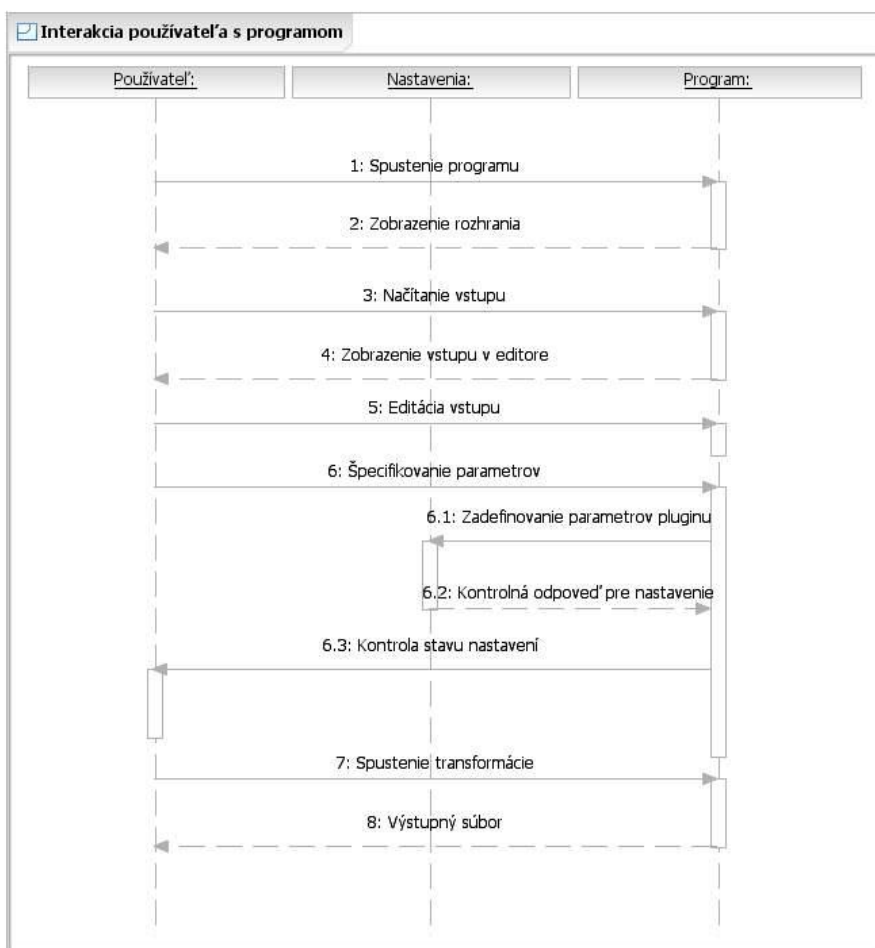 Interakcia používateľa s programom
Používateľ:
Nastavenia:
Program:
1: Spustenie programu
2: Zobrazenie rozhrania
3: Načítanie vstupu
4: Zobrazenie vstupu v editore
5: Editácia vstupu
6: Špecifikovanie parametrov
6.1: Zadefinovanie parametrov pluginu
6.2: Kontrolná odpoveď pre nastavenie
6.3: Kontrola stavu nastavení
7: Spustenie transformácie
8: Výstupný súbor